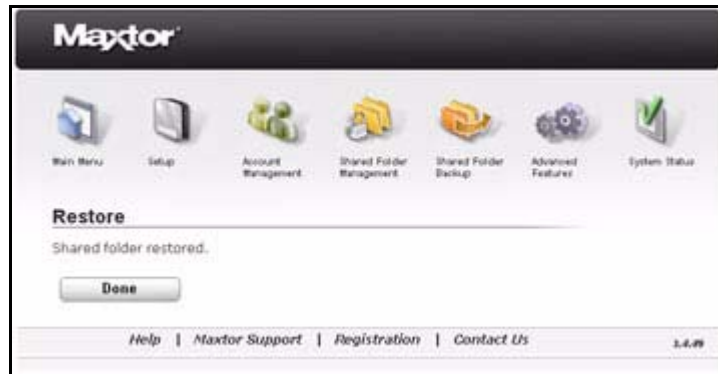 Maxtor
Main Menu
Setup
Account Management
Shared Folder Management
Shared Folder Backup
Advanced Features
System Status
Restore
Shared folder restored.
Done
Help | Maxtor Support | Registration | Contact Us